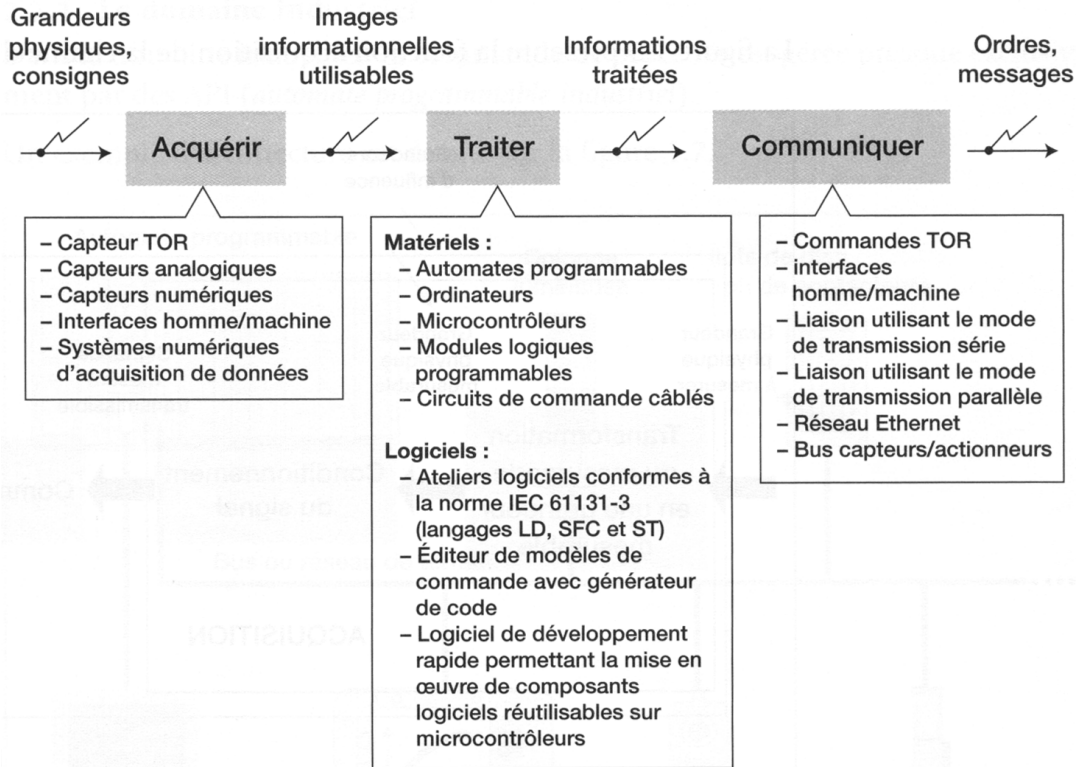 Grandeurs
physiques,
consignes
Images
informationnelles
utilisables
Informations
traitées
Ordres,
messages
Acquérir
Traiter
Communiquer
– Capteur TOR
– Capteurs analogiques
– Capteurs numériques
– Interfaces homme/machine
– Systèmes numériques
d'acquisition de données
Matériels :
– Automates programmables
– Ordinateurs
– Microcontrôleurs
– Modules logiques
programmables
– Circuits de commande câblés
Logiciels :
– Ateliers logiciels conformes à
la norme IEC 61131-3
(langages LD, SFC et ST)
– Éditeur de modèles de
commande avec générateur
de code
– Logiciel de développement
rapide permettant la mise en
œuvre de composants
logiciels réutilisables sur
microcontrôleurs
– Commandes TOR
– interfaces
homme/machine
– Liaison utilisant le mode
de transmission série
– Liaison utilisant le mode
de transmission parallèle
– Réseau Ethernet
– Bus capteurs/actionneurs